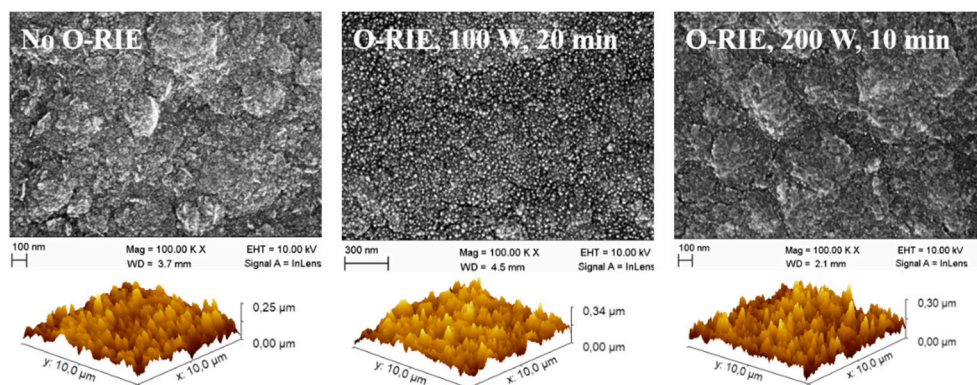 No O-RIE
O-RIE, 100 W, 20 min
O-RIE, 200 W, 10 min
100 nm
Mag = 100.00 K X
EHT = 10.00 kV
WD = 3.7 mm
Signal A = InLens
300 nm
Mag = 100.00 K X
EHT = 10.00 kV
WD = 4.5 mm
Signal A = InLens
100 nm
Mag = 100.00 K X
EHT = 10.00 kV
WD = 2.1 mm
Signal A = InLens
0,25 µm
0,00 µm
y: 10,0 µm
x: 10,0 µm
0,34 µm
0,00 µm
y: 10,0 µm
x: 10,0 µm
0,30 µm
0,00 µm
y: 10,0 µm
x: 10,0 µm